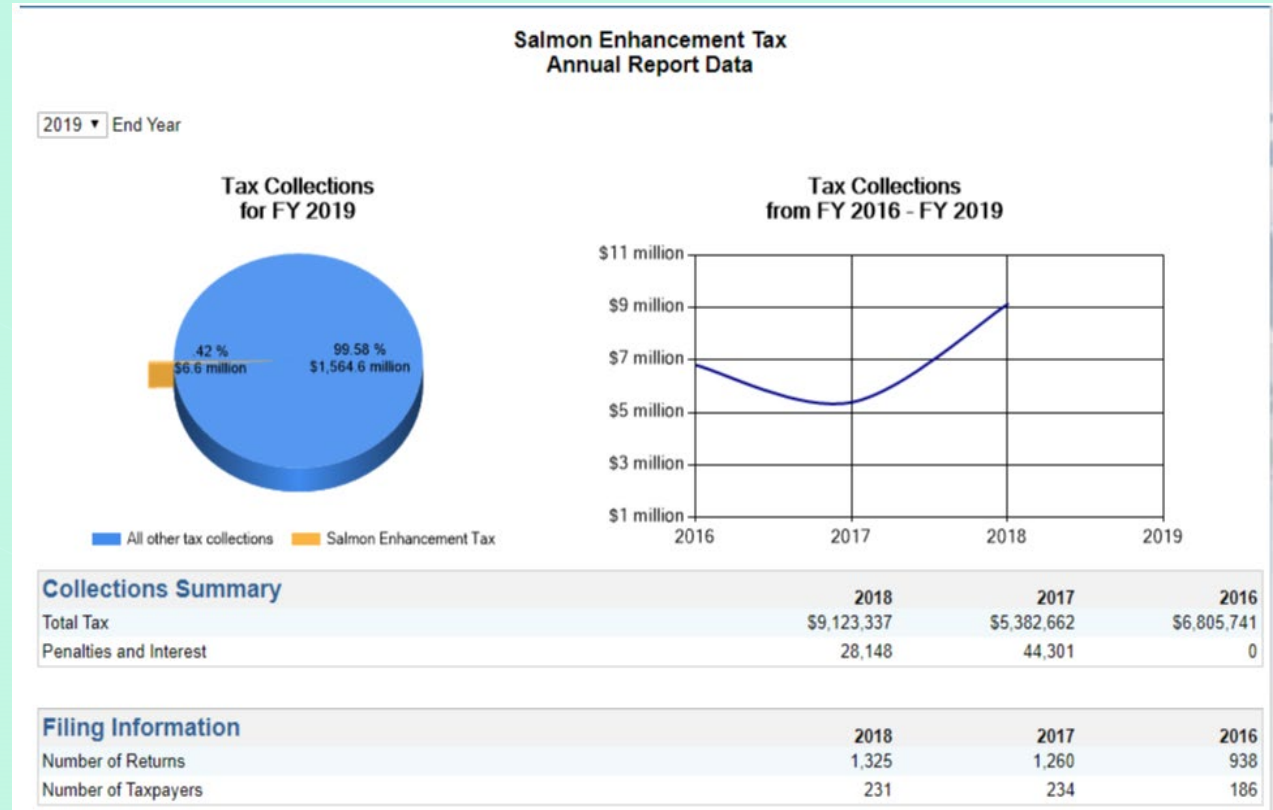 Salmon Enhancement Tax
Annual Report Data
2019 ▼ End Year
Tax Collections
for FY 2019
.42 %
$6.6 million
99.58 %
$1,564.6 million
All other tax collections Salmon Enhancement Tax
Tax Collections
from FY 2016 - FY 2019
$11 million
$9 million
$7 million
$5 million
$3 million
$1 million
2016 2017 2018 2019
Collections Summary 2018 2017 2016
Total Tax $9,123,337 $5,382,662 $6,805,741
Penalties and Interest 28,148 44,301 0
Filing Information 2018 2017 2016
Number of Returns 1,325 1,260 938
Number of Taxpayers 231 234 186